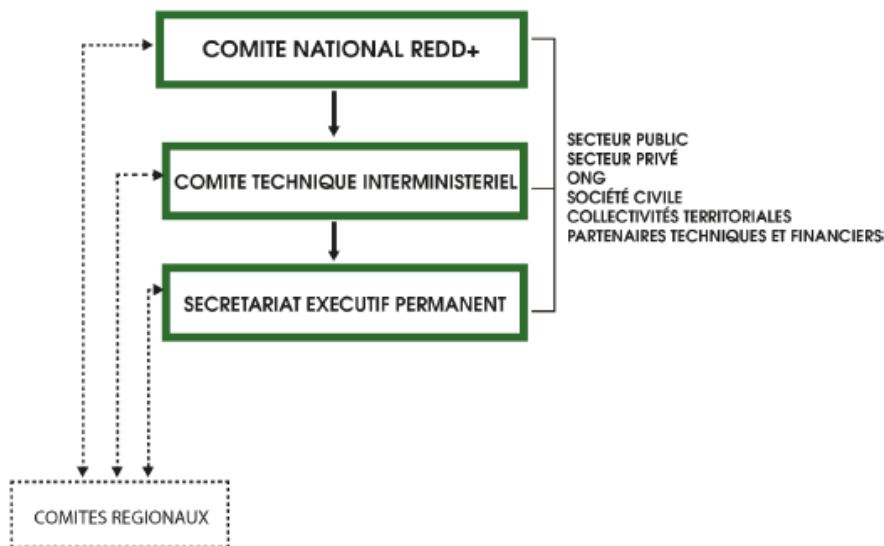 COMITE NATIONAL REDD+
COMITE TECHNIQUE INTERMINISTERIEL
SECRETARIAT EXECUTIF PERMANENT
SECTEUR PUBLIC
SECTEUR PRIVÉ
ONG
SOCIÉTÉ CIVILE
COLLECTIVITÉS TERRITORIALES
PARTENAIRES TECHNIQUES ET FINANCIERS
COMITES REGIONAUX